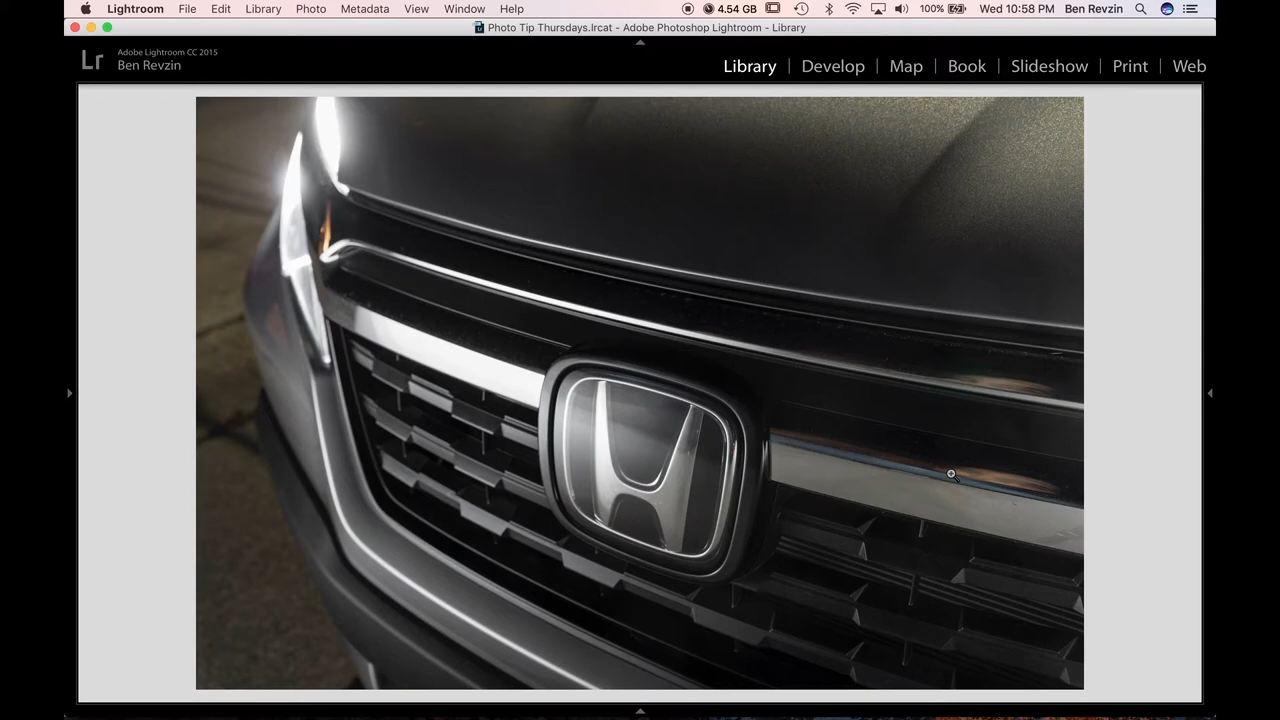 Lightroom File Edit Library Photo Metadata View Window Help 4.54 GB 100% Wed 10:58 PM Ben Revzin
Photo Tip Thursdays.lrcat - Adobe Photoshop Lightroom - Library
Lr Adobe Lightroom CC 2015
Ben Revzin
Library | Develop | Map | Book | Slideshow | Print | Web